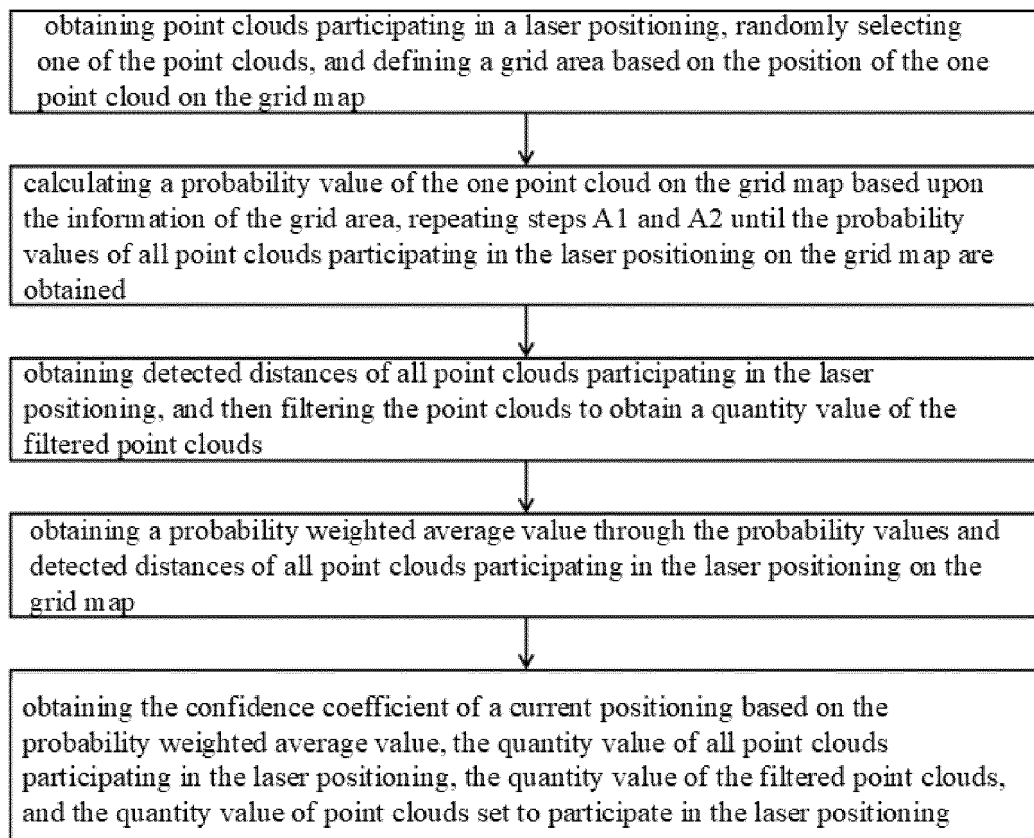 obtaining point clouds participating in a laser positioning, randomly selecting
one of the point clouds, and defining a grid area based on the position of the one
point cloud on the grid map
calculating a probability value of the one point cloud on the grid map based upon
the information of the grid area, repeating steps A1 and A2 until the probability
values of all point clouds participating in the laser positioning on the grid map are
obtained
obtaining detected distances of all point clouds participating in the laser
positioning, and then filtering the point clouds to obtain a quantity value of the
filtered point clouds
obtaining a probability weighted average value through the probability values and
detected distances of all point clouds participating in the laser positioning on the
grid map
obtaining the confidence coefficient of a current positioning based on the
probability weighted average value, the quantity value of all point clouds
participating in the laser positioning, the quantity value of the filtered point clouds,
and the quantity value of point clouds set to participate in the laser positioning